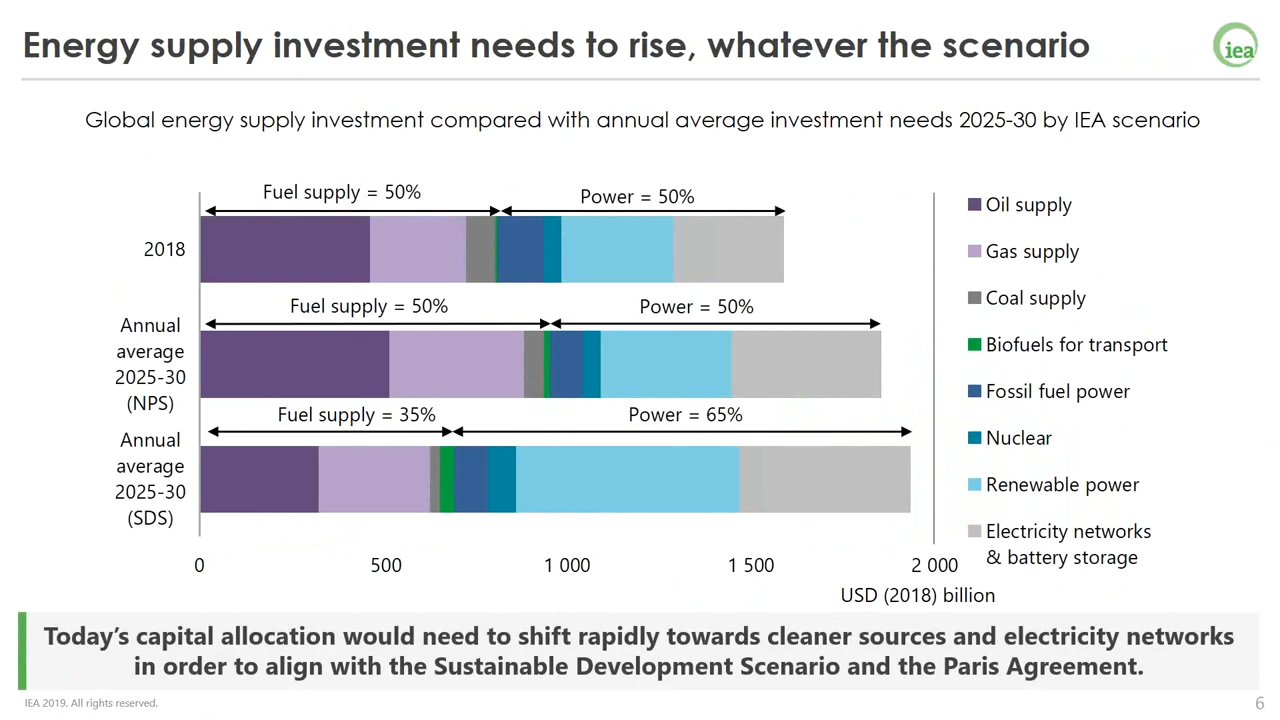 Energy supply investment needs to rise, whatever the scenario
iea
Global energy supply investment compared with annual average investment needs 2025-30 by IEA scenario
Fuel supply = 50%
Power = 50%
2018
Fuel supply = 50%
Power = 50%
Annual
average
2025-30
(NPS)
Fuel supply = 35%
Power = 65%
Annual
average
2025-30
(SDS)
0
500
1 000
1 500
2 000
USD (2018) billion
Oil supply
Gas supply
Coal supply
Biofuels for transport
Fossil fuel power
Nuclear
Renewable power
Electricity networks
& battery storage
Today's capital allocation would need to shift rapidly towards cleaner sources and electricity networks
in order to align with the Sustainable Development Scenario and the Paris Agreement.
IEA 2019. All rights reserved.
6